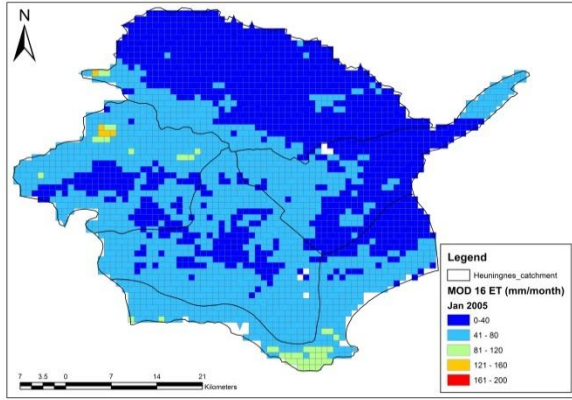 N
Legend
Heuningnes_catchment
MOD 16 ET (mm/month)
Jan 2005
0-40
41 - 80
81 - 120
121 - 160
161 - 200
7 3.5 0 7 14 21
Kilometers